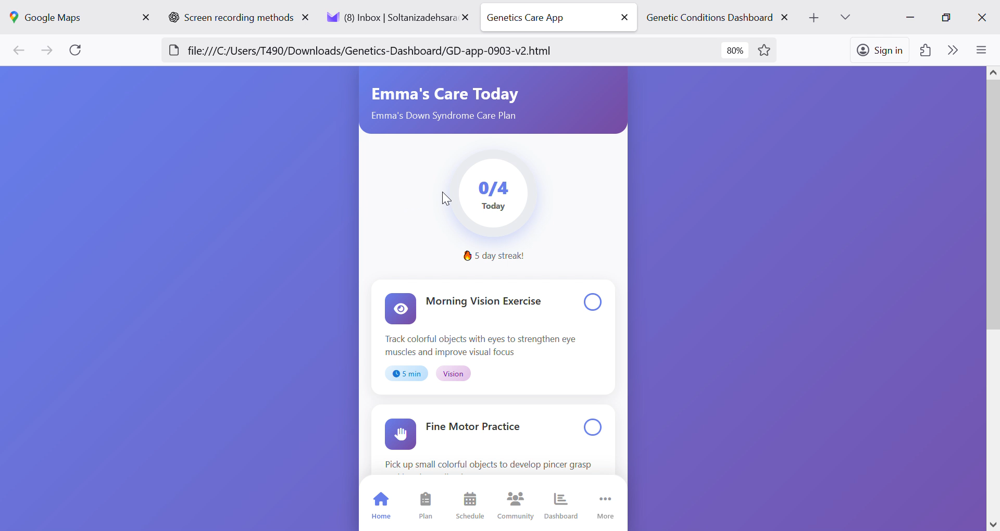 Google Maps
Screen recording methods
(8) Inbox | Soltanizadehsara
Genetics Care App
Genetic Conditions Dashboard
file:///C:/Users/T490/Downloads/Genetics-Dashboard/GD-app-0903-v2.html
80%
Sign in
Emma's Care Today
Emma's Down Syndrome Care Plan
0/4
Today
🔥 5 day streak!
Morning Vision Exercise
Track colorful objects with eyes to strengthen eye
muscles and improve visual focus
5 min
Vision
Fine Motor Practice
Pick up small colorful objects to develop pincer grasp
Home
Plan
Schedule
Community
Dashboard
More